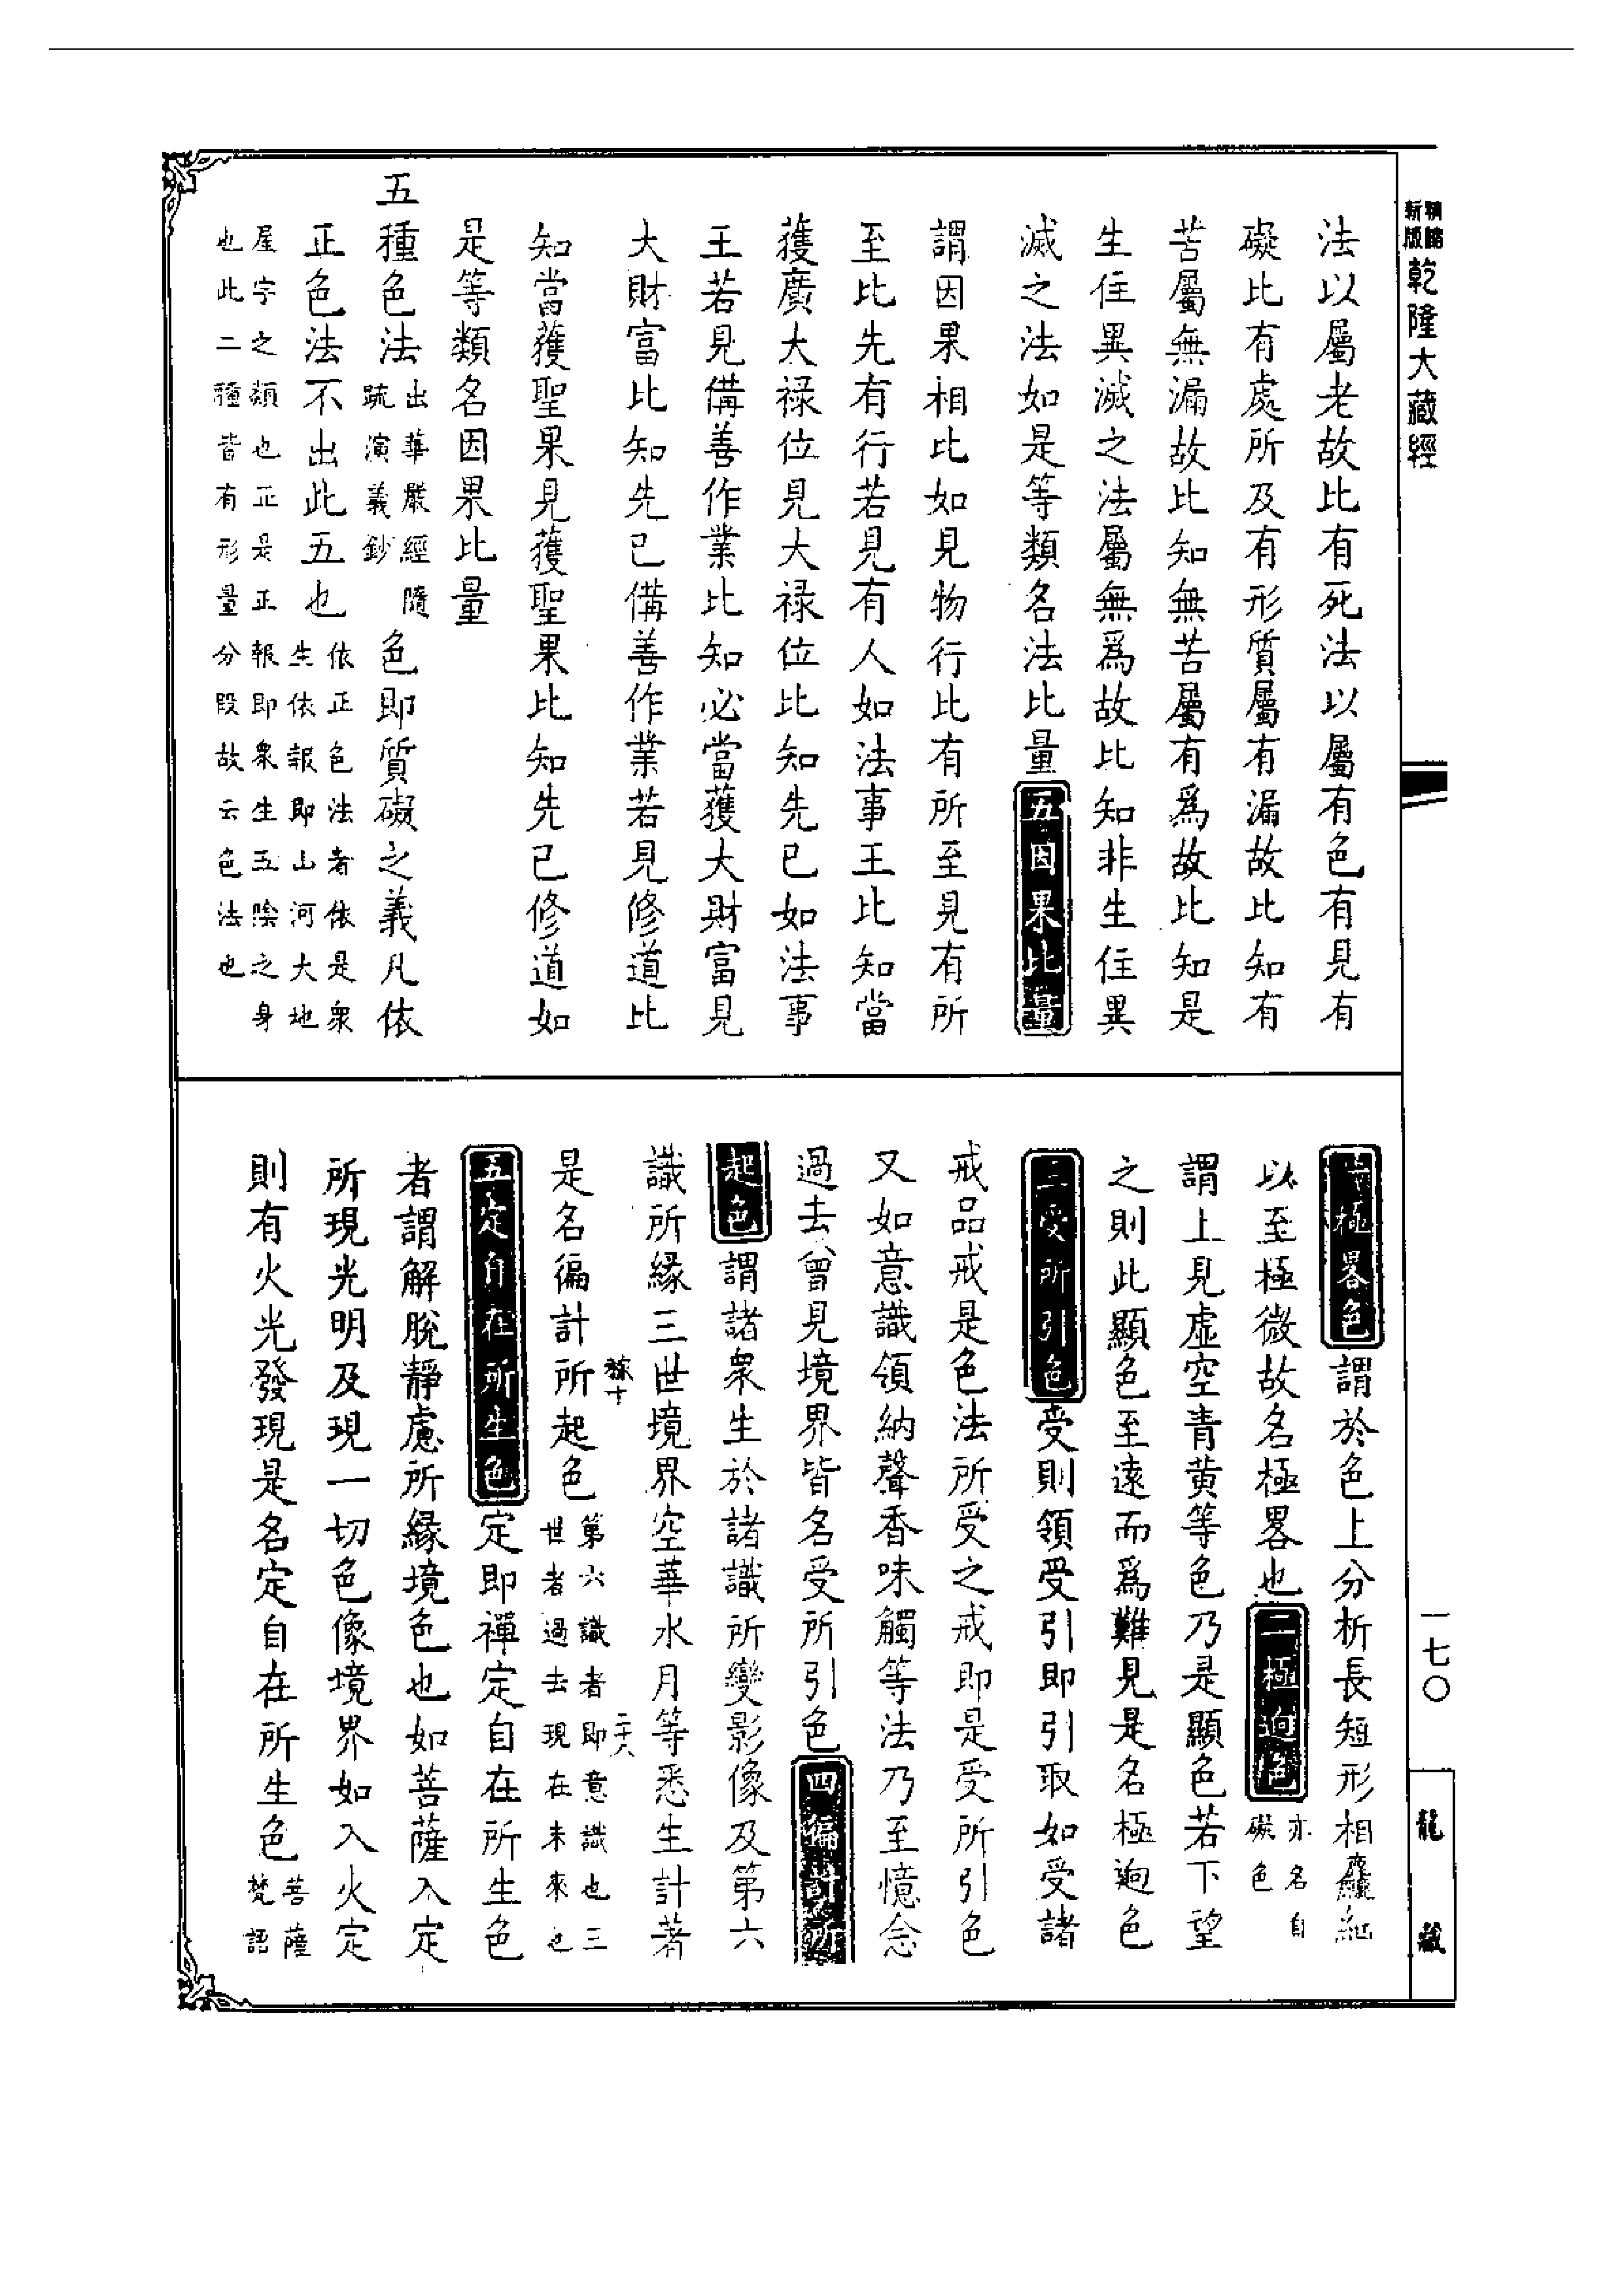 新版精縮乾隆大藏經
法以屬老故比有死法以屬有色有見有
礙比有處所及有形質屬有漏故比知有
苦屬無漏故比知無苦屬有爲故比知是
生住異滅之法屬無爲故比知非生住異
滅之法如是等類名法比量五因果比量
謂因果相比如見物行比有所至見有所
至比先有行若見有人如法事王比知當
獲廣大祿位見大祿位比知先已如法事
王若見備善作業比知必當獲大財富見
大財富比知先已備善作業若見修道比
知當獲聖果見獲聖果比知先已修道如
是等類名因果比量
五種色法出華嚴經隨疏演義鈔色即質礙之義凡依
正色法不出此五也依正色法者依是衆生依報即山河大地
屋宇之類也正是正報即衆生五陰之身
也此二種皆有形量分段故云色法也
一極畧色謂於色上分析長短形相麤細
以至極微故名極畧也二極逈色亦名自礙色
謂上見虛空青黃等色乃是顯色若下望
之則此顯色至遠而爲難見是名極逈色
三受所引色受則領受引即引取如受諸
戒品戒是色法所受之戒即是受所引色
又如意識領納聲香味觸等法乃至憶念
過去曾見境界皆名受所引色四徧計所
起色謂諸衆生於諸識所變影像及第六
識所緣三世境界空華水月等悉生計著
是名徧計所起色第六識者即意識也三世者過去現在未來也
五定自在所生色定即禪定自在所生色
者謂解脫靜慮所緣境色也如菩薩入定
所現光明及現一切色像境界如入火定
則有火光發現是名定自在所生色菩薩梵語
一七〇
龍藏